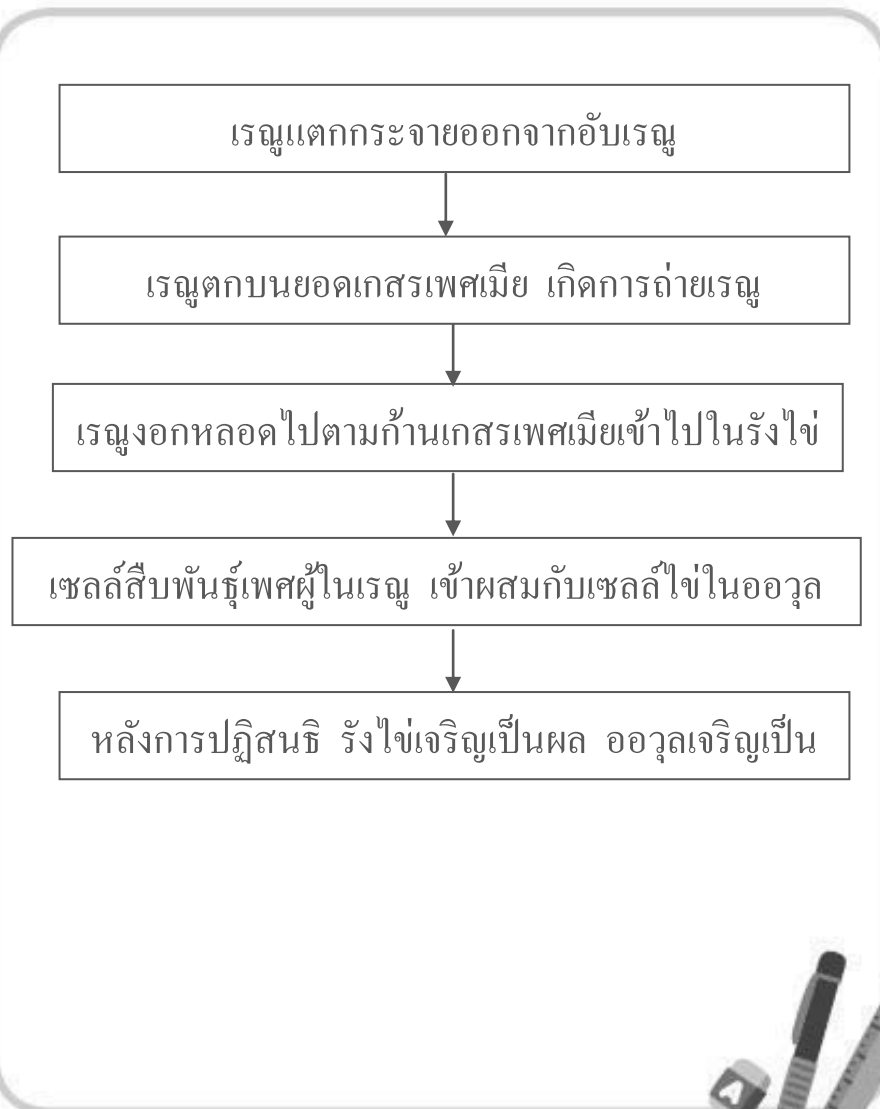 เรณูแตกกระจายออกจากอับเรณู
เรณูตกบนยอดเกสรเพศเมีย เกิดการถ่ายเรณู
เรณูงอกหลอดไปตามก้านเกสรเพศเมียเข้าไปในรังไข่
เซลล์สืบพันธุ์เพศผู้ในเรณู เข้าผสมกับเซลล์ไข่ในออวุล
หลังการปฏิสนธิ รังไข่เจริญเป็นผล ออวุลเจริญเป็น
A